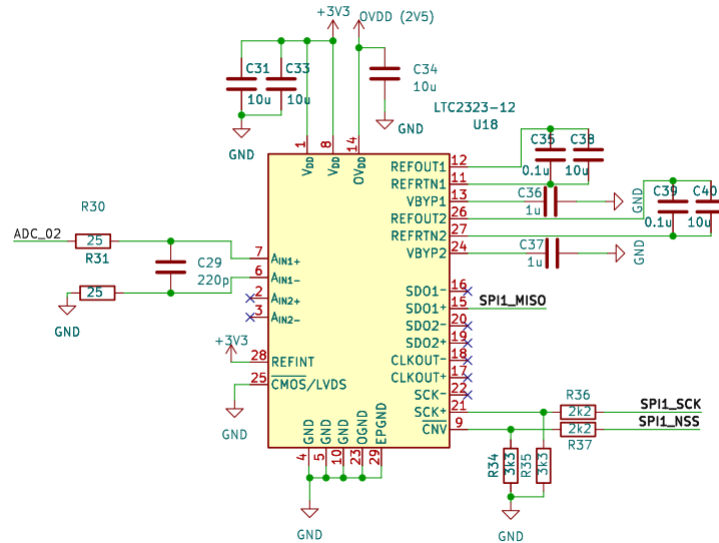 +3V3
OVDD (2V5)
C31
10u
C33
10u
C34
10u
GND
GND
LTC2323-12
U18
1
8
14
VDD
VDD
OVDD
REFOUT1
12
REFRTN1
11
VBYP1
13
REFOUT2
26
REFRTN2
27
VBYP2
24
C35
0.1u
C38
10u
C36
1u
GND
C39
0.1u
C40
10u
C37
1u
GND
R30
ADC_02
25
R31
25
GND
C29
220p
7
AIN1+
6
AIN1-
2
AIN2+
3
AIN2-
+3V3
28
REFINT
25
CMOS/LVDS
GND
SDO1-
16
SDO1+
15
SPI1_MISO
SDO2-
20
SDO2+
19
CLKOUT-
18
CLKOUT+
17
SCK-
22
SCK+
21
CNV
9
R36
2k2
SPI1_SCK
SPI1_NSS
2k2
R37
R34
3k3
R35
3k3
GND
GND
GND
GND
OGND
EPGND
4
5
10
23
29
GND